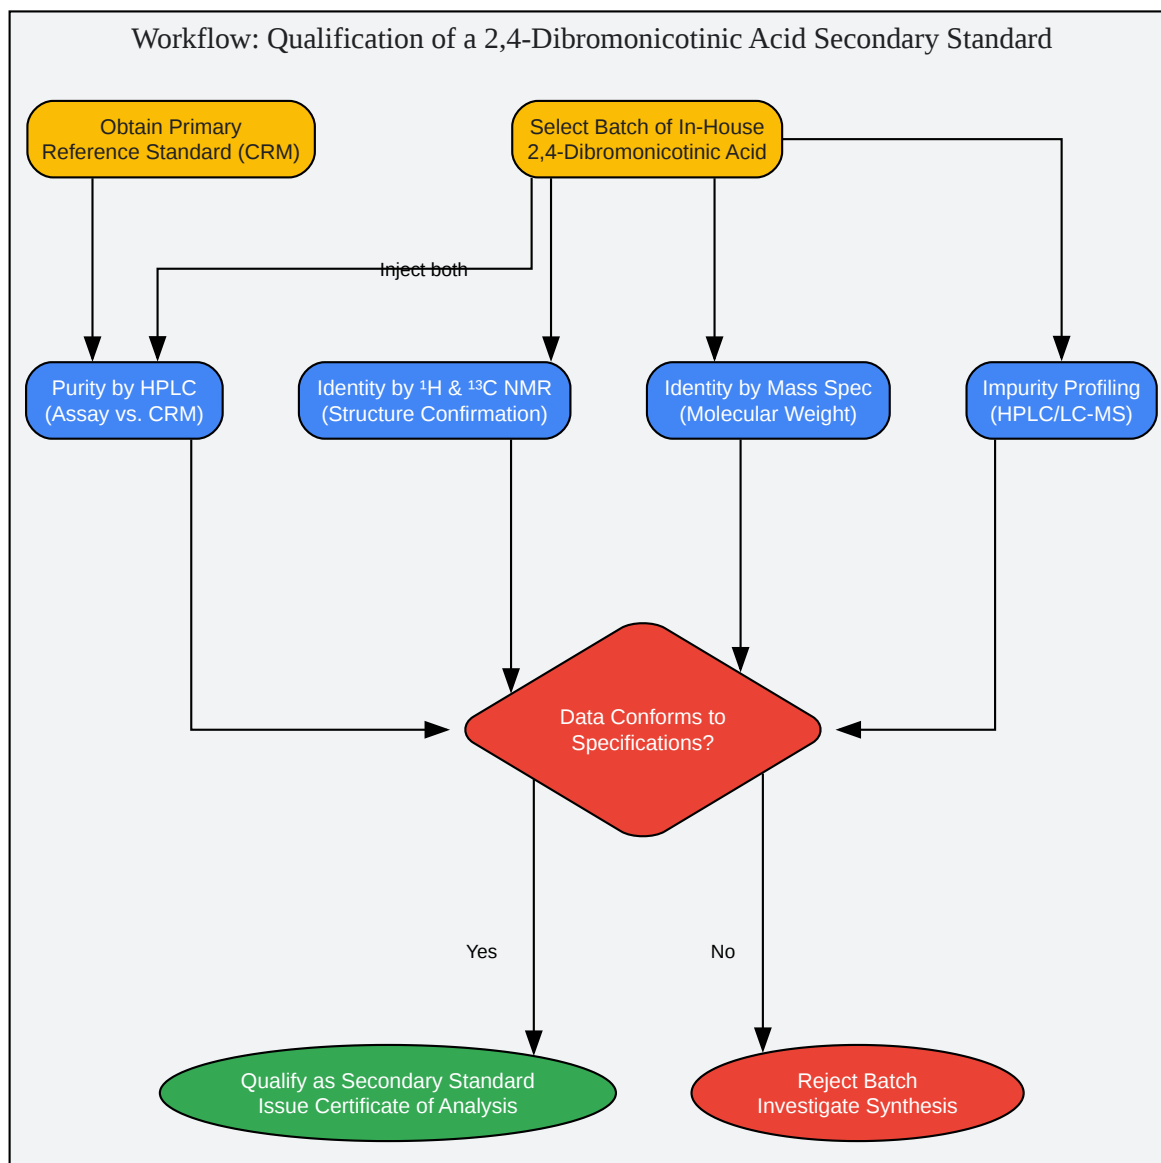 Workflow: Qualification of a 2,4-Dibromonicotinic Acid Secondary Standard
Obtain Primary
Reference Standard (CRM)
Select Batch of In-House
2,4-Dibromonicotinic Acid
Inject both
Purity by HPLC
(Assay vs. CRM)
Identity by ¹H & ¹³C NMR
(Structure Confirmation)
Identity by Mass Spec
(Molecular Weight)
Impurity Profiling
(HPLC/LC-MS)
Data Conforms to
Specifications?
Yes
No
Qualify as Secondary Standard
Issue Certificate of Analysis
Reject Batch
Investigate Synthesis